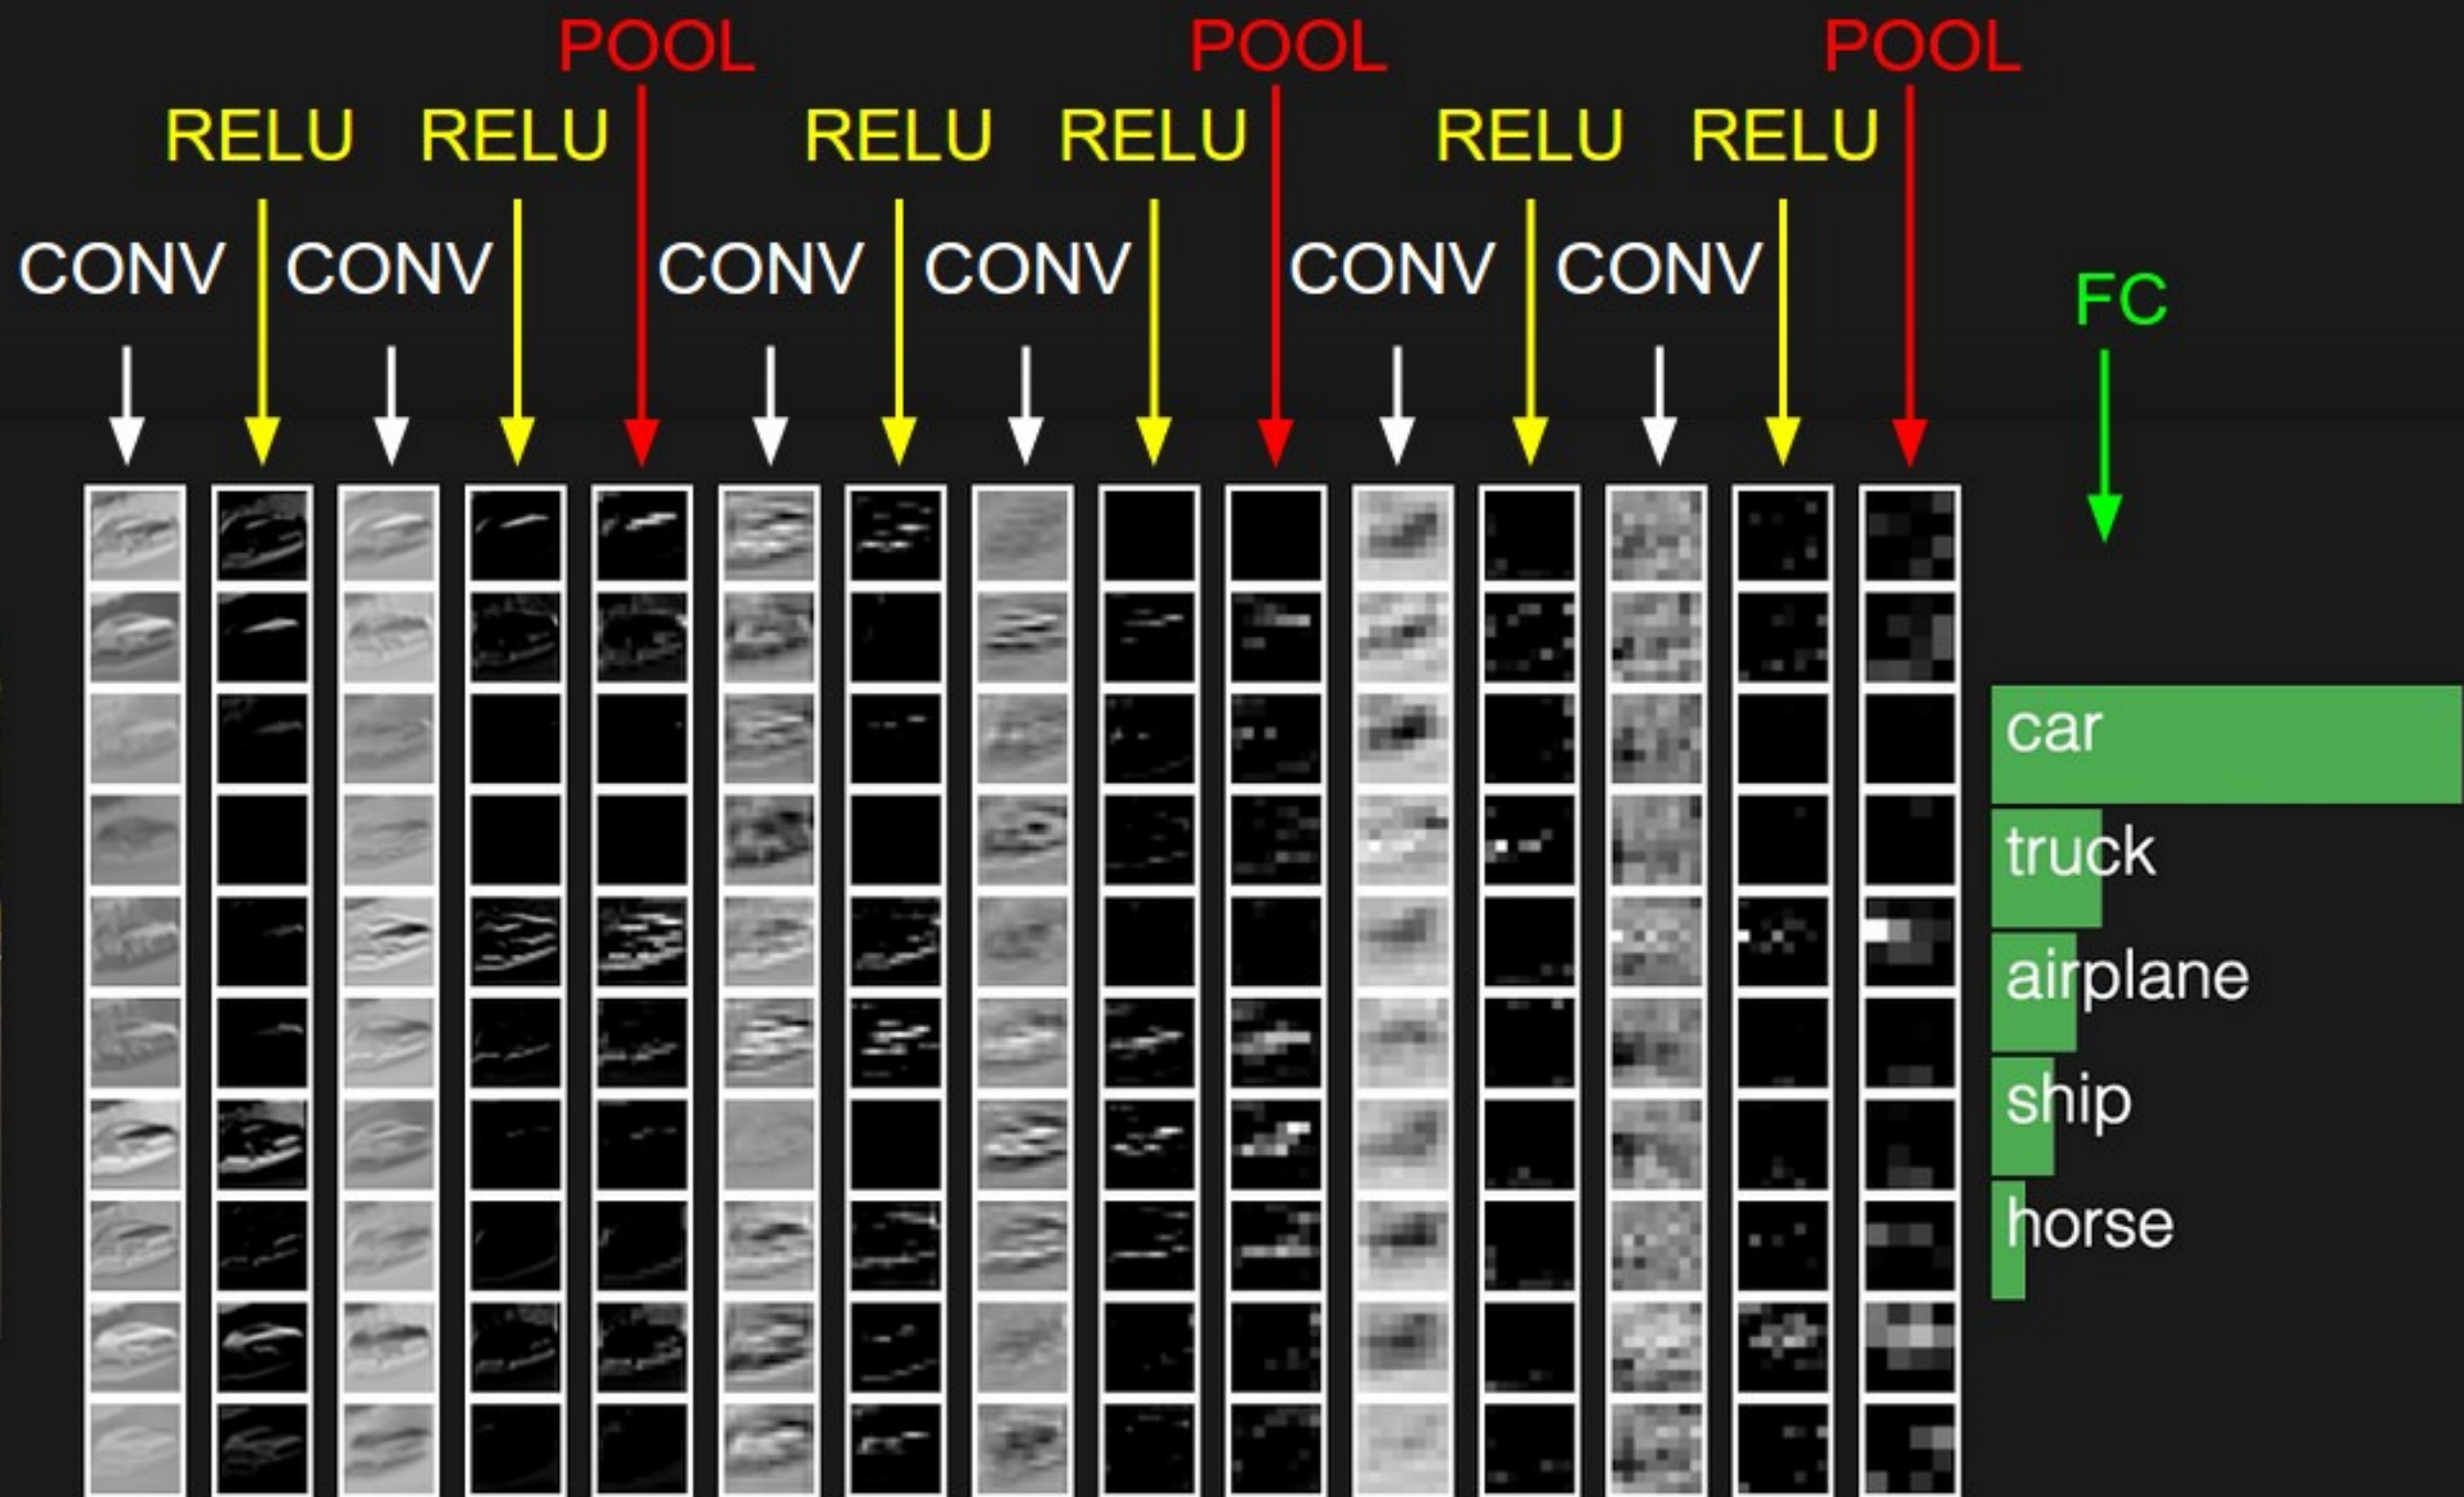 POOL POOL POOL
RELU RELU RELU RELU RELU RELU
CONV CONV CONV CONV CONV CONV
FC
car
truck
airplane
ship
horse